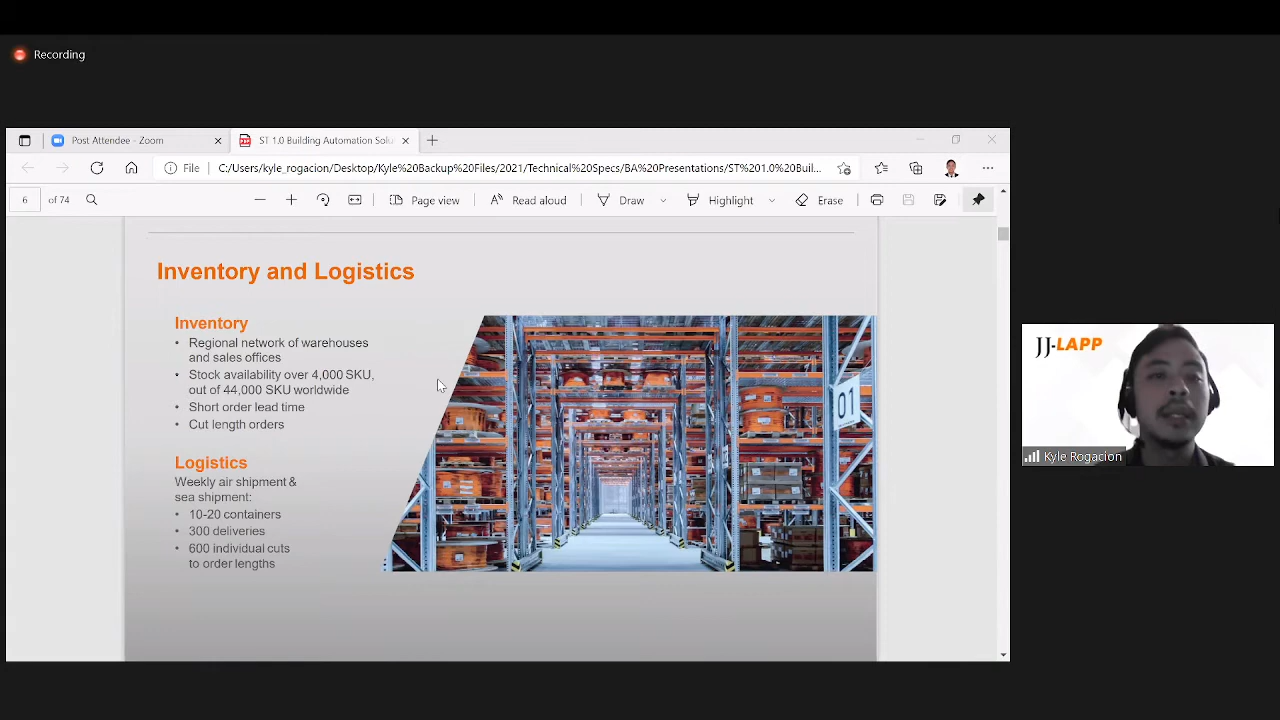 Recording
Post Attendee - Zoom
ST 1.0 Building Automation Solu
File
C:/Users/kyle_rogacion/Desktop/Kyle%20Backup%20Files/2021/Technical%20Specs/BA%20Presentations/ST%201.0%20Buil...
6 of 74
Page view
Read aloud
Draw
Highlight
Erase
Inventory and Logistics
Inventory
• Regional network of warehouses
and sales offices
• Stock availability over 4,000 SKU,
out of 44,000 SKU worldwide
• Short order lead time
• Cut length orders
Logistics
Weekly air shipment &
sea shipment:
• 10-20 containers
• 300 deliveries
• 600 individual cuts
to order lengths
01
JJ-LAPP
Kyle Rogacion